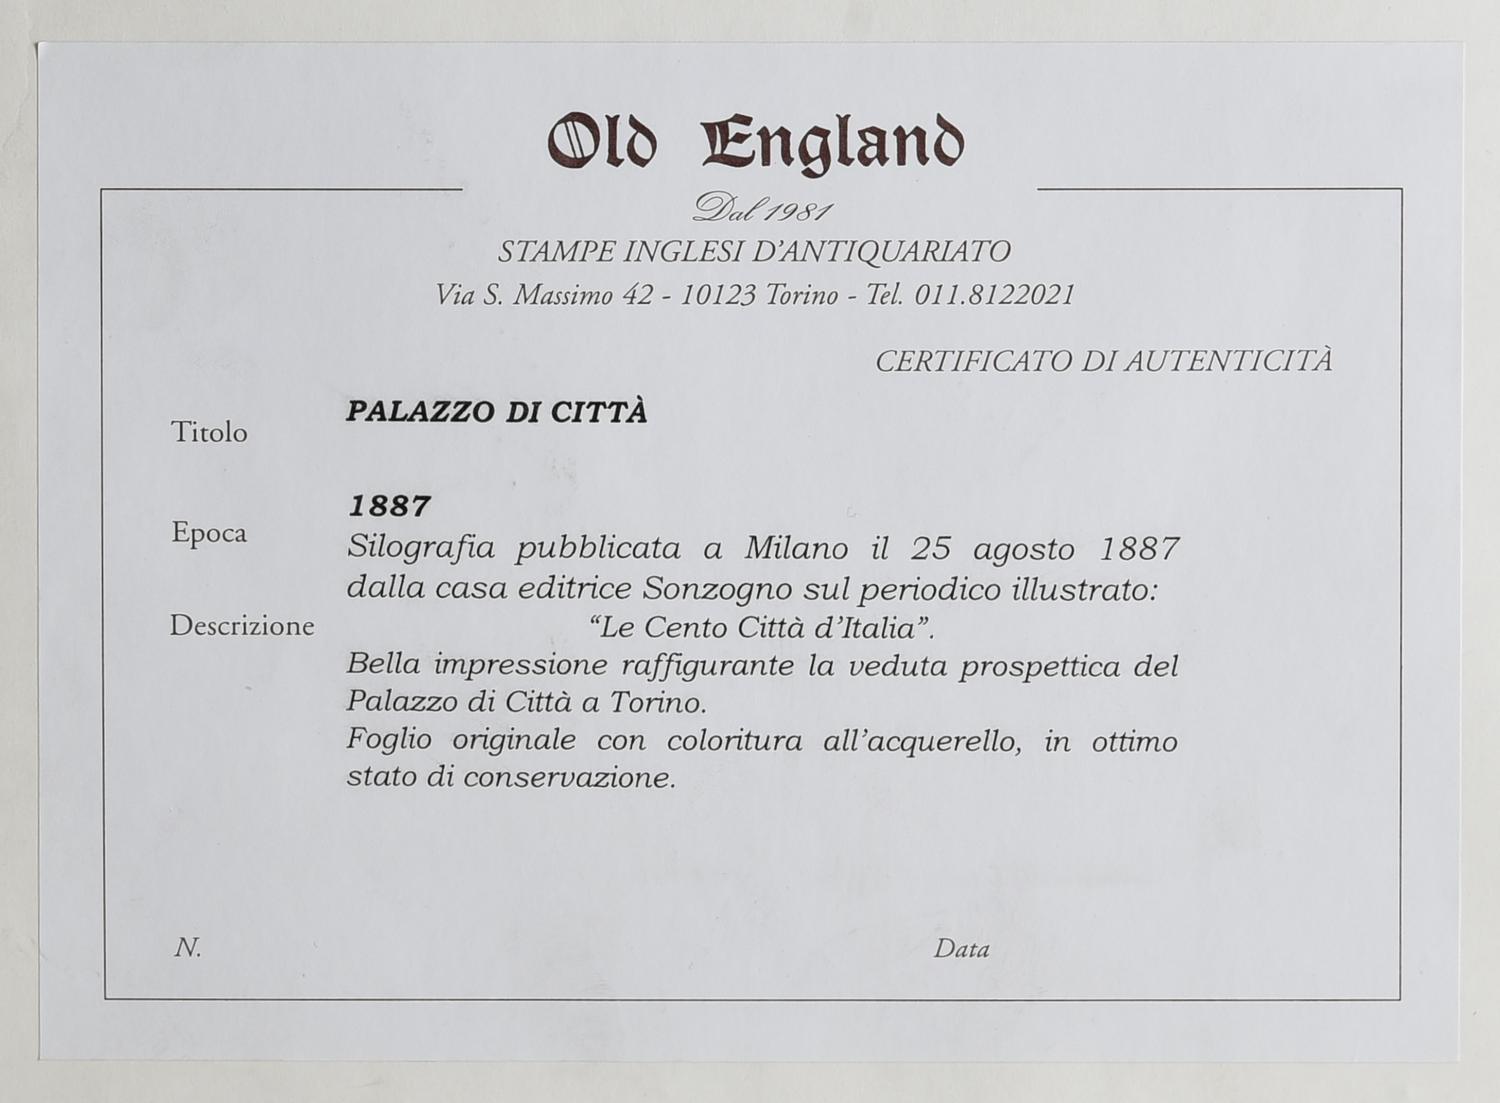 Old England
Dal 1981
STAMPE INGLESI D'ANTIQUARIATO
Via S. Massimo 42 - 10123 Torino - Tel. 011.8122021
CERTIFICATO DI AUTENTICITÀ
Titolo
PALAZZO DI CITTÀ
Epoca
1887
Descrizione
Silografia pubblicata a Milano il 25 agosto 1887
dalla casa editrice Sonzogno sul periodico illustrato:
“Le Cento Città d’Italia”.
Bella impressione raffigurante la veduta prospettica del
Palazzo di Città a Torino.
Foglio originale con coloritura all’acquerello, in ottimo
stato di conservazione.
N.
Data